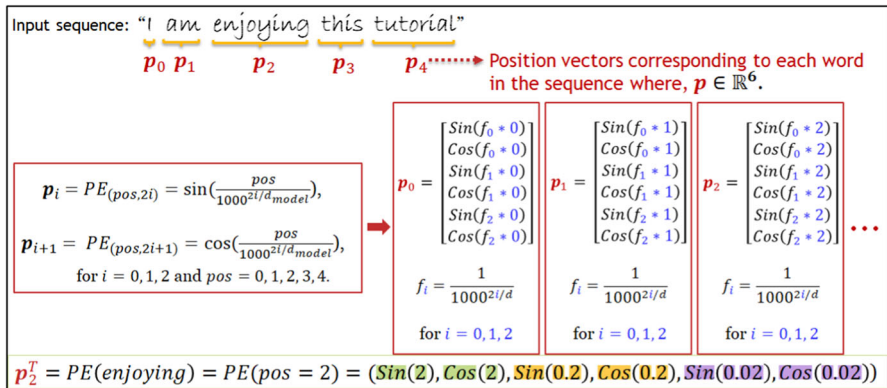 Input sequence: “I am enjoying this tutorial”
p₀ p₁ p₂ p₃ p₄ Position vectors corresponding to each word
in the sequence where, p ∈ ℝ⁶.
pᵢ = PE(pos,2i) = sin(pos/1000^(2i/d_model)),
pᵢ₊₁ = PE(pos,2i+1) = cos(pos/1000^(2i/d_model)),
for i = 0,1,2 and pos = 0,1,2,3,4.
p₀ =
[Sin(f₀ * 0)]
[Cos(f₀ * 0)]
[Sin(f₁ * 0)]
[Cos(f₁ * 0)]
[Sin(f₂ * 0)]
[Cos(f₂ * 0)]
fᵢ = 1/1000^(2i/d)
for i = 0,1,2
p₁ =
[Sin(f₀ * 1)]
[Cos(f₀ * 1)]
[Sin(f₁ * 1)]
[Cos(f₁ * 1)]
[Sin(f₂ * 1)]
[Cos(f₂ * 1)]
fᵢ = 1/1000^(2i/d)
for i = 0,1,2
p₂ =
[Sin(f₀ * 2)]
[Cos(f₀ * 2)]
[Sin(f₁ * 2)]
[Cos(f₁ * 2)]
[Sin(f₂ * 2)]
[Cos(f₂ * 2)]
fᵢ = 1/1000^(2i/d)
for i = 0,1,2
...
p₂ᵀ = PE(enjoying) = PE(pos = 2) = (Sin(2), Cos(2), Sin(0.2), Cos(0.2), Sin(0.02), Cos(0.02))